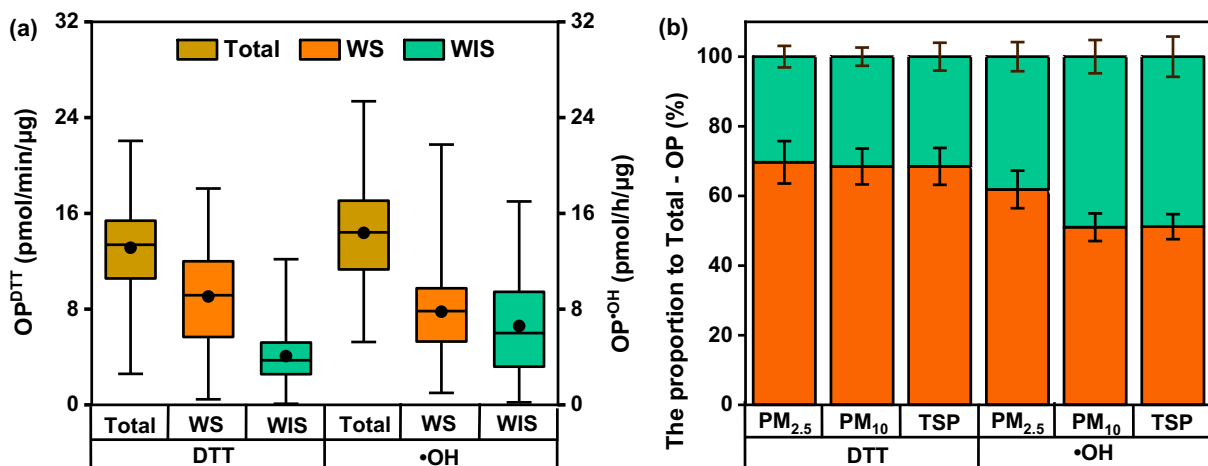 (a)
Total WS WIS
32
24
16
8
0
OP^DTT (pmol/min/µg)
32
24
16
8
0
OP^•OH (pmol/h/µg)
Total WS WIS Total WS WIS
DTT •OH
(b)
The proportion to Total - OP (%)
100
80
60
40
20
0
PM₂.₅ PM₁₀ TSP PM₂.₅ PM₁₀ TSP
DTT •OH